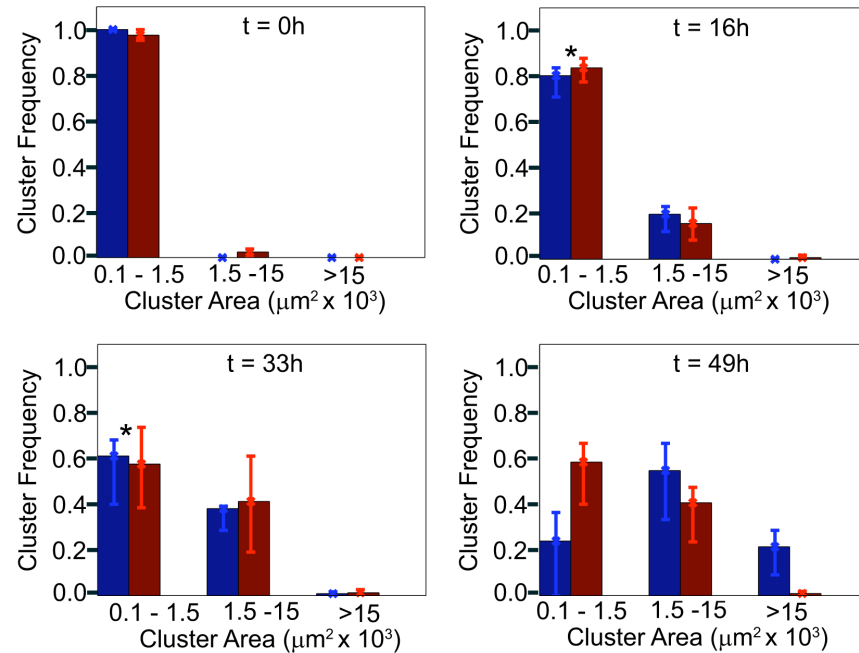 t = 0h
Cluster Frequency
1.0
0.8
0.6
0.4
0.2
0.0
0.1 - 1.5 1.5 -15 >15
Cluster Area (μm² x 10³)
t = 16h
*
Cluster Frequency
1.0
0.8
0.6
0.4
0.2
0.0
0.1 - 1.5 1.5 -15 >15
Cluster Area (μm² x 10³)
t = 33h
*
Cluster Frequency
1.0
0.8
0.6
0.4
0.2
0.0
0.1 - 1.5 1.5 -15 >15
Cluster Area (μm² x 10³)
t = 49h
Cluster Frequency
1.0
0.8
0.6
0.4
0.2
0.0
0.1 - 1.5 1.5 -15 >15
Cluster Area (μm² x 10³)